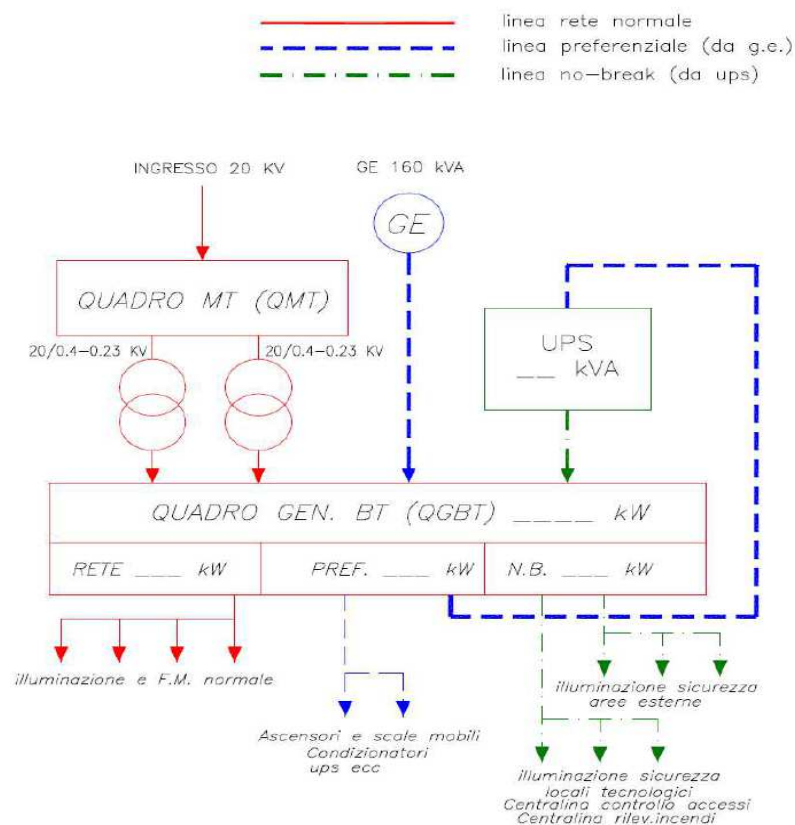 linea rete normale
linea preferenziale (da g.e.)
linea no-break (da ups)
INGRESSO 20 KV
GE 160 kVA
GE
QUADRO MT (QMT)
20/0.4-0.23 KV
20/0.4-0.23 KV
UPS
__ kVA
QUADRO GEN. BT (QGBT) ____ kW
RETE ___ kW
PREF. ___ kW
N.B. ___ kW
illuminazione e F.M. normale
illuminazione sicurezza
aree esterne
Ascensori e scale mobili
Condizionatori
ups ecc
illuminazione sicurezza
locali tecnologici
Centralina controllo accessi
Centralina rilev.incendi